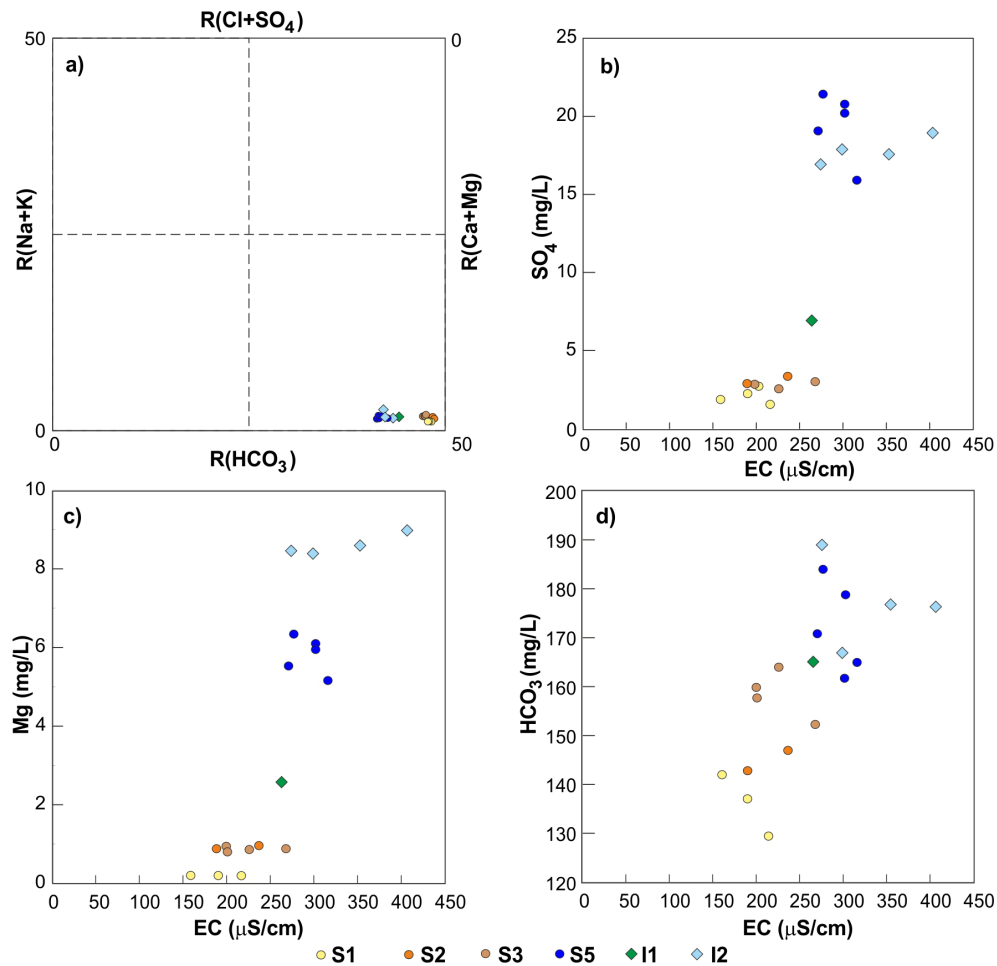 R(Cl+SO4)
50
0
a)
R(Na+K)
R(Ca+Mg)
0
0
50
R(HCO3)
b)
25
20
15
10
5
0
SO4 (mg/L)
0 50 100 150 200 250 300 350 400 450
EC (μS/cm)
c)
10
8
6
4
2
0
Mg (mg/L)
0 50 100 150 200 250 300 350 400 450
EC (μS/cm)
d)
200
190
180
170
160
150
140
130
120
HCO3 (mg/L)
0 50 100 150 200 250 300 350 400 450
EC (μS/cm)
S1 S2 S3 S5 I1 I2